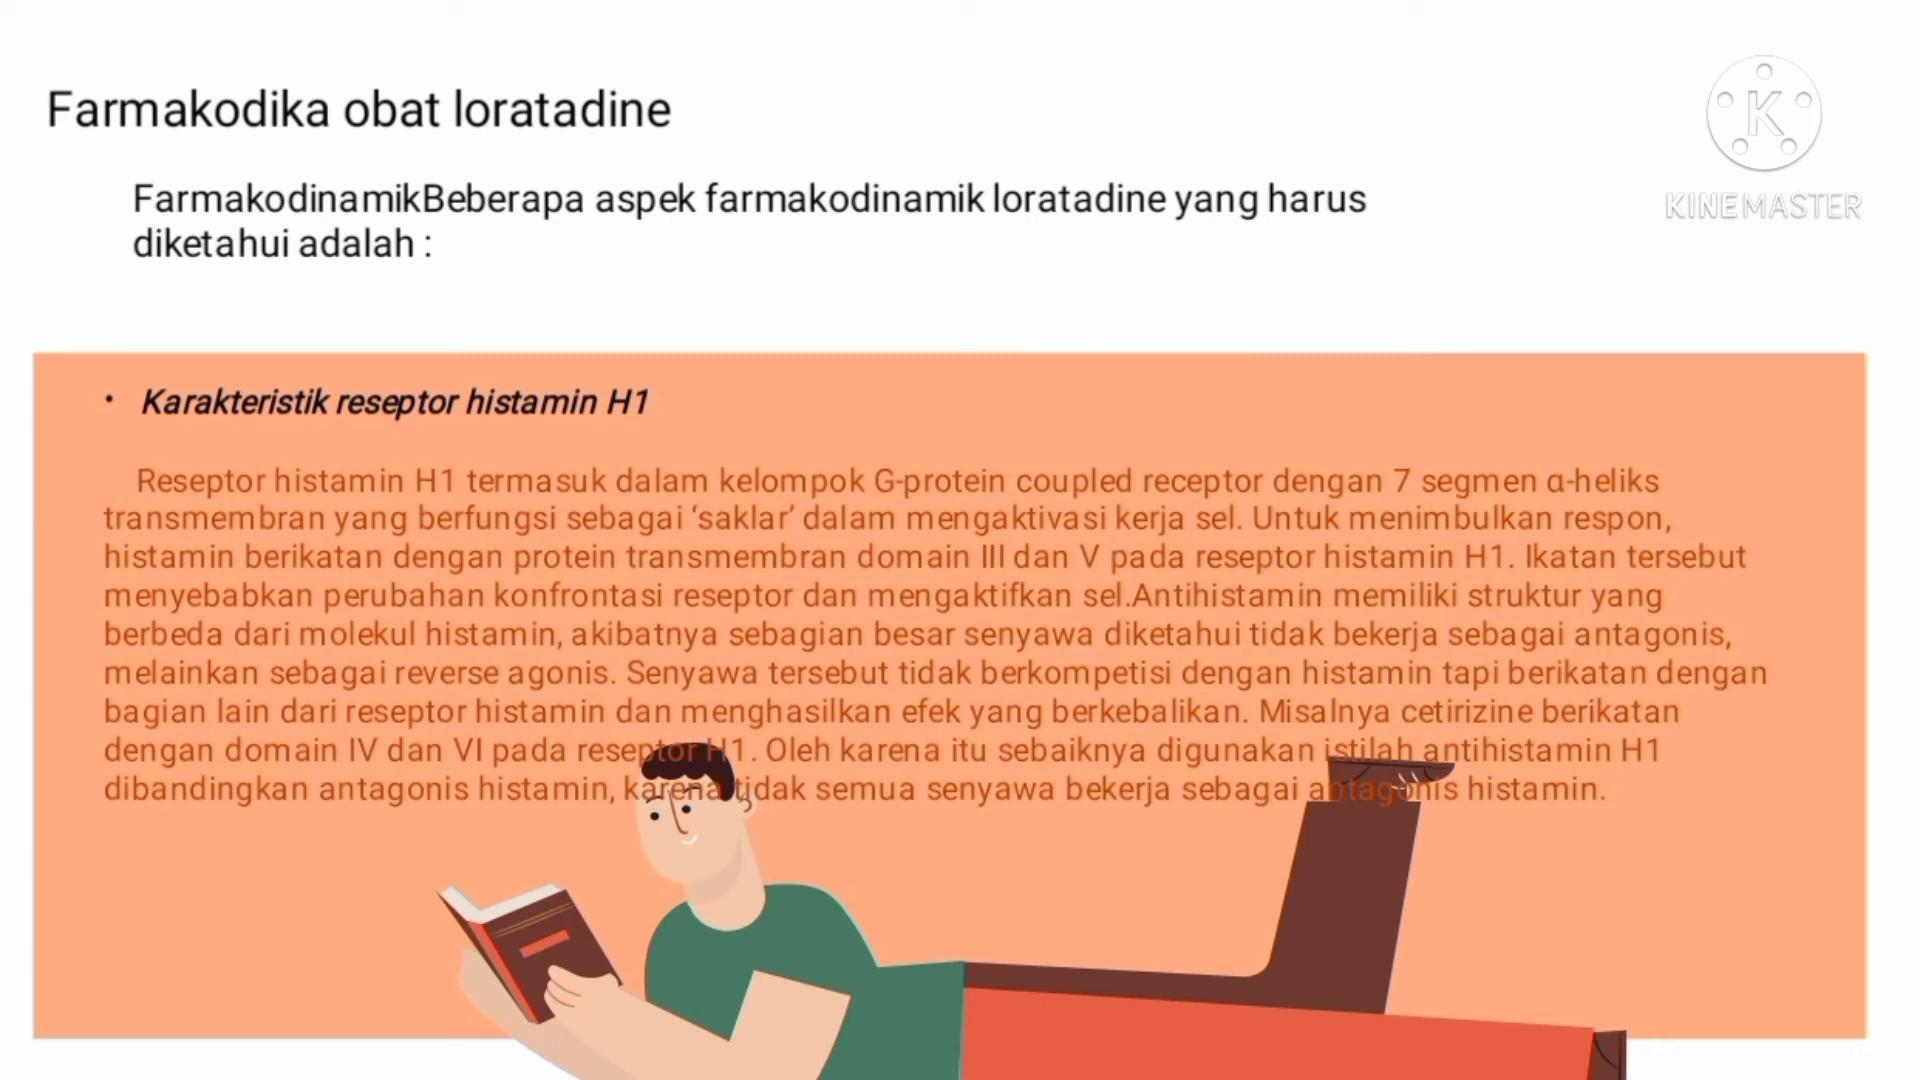 Farmakodika obat loratadine
K
KINEMASTER
FarmakodinamikBeberapa aspek farmakodinamik loratadine yang harus
diketahui adalah :
• Karakteristik reseptor histamin H1
Reseptor histamin H1 termasuk dalam kelompok G-protein coupled receptor dengan 7 segmen α-heliks
transmembran yang berfungsi sebagai ‘saklar’ dalam mengaktivasi kerja sel. Untuk menimbulkan respon,
histamin berikatan dengan protein transmembran domain III dan V pada reseptor histamin H1. Ikatan tersebut
menyebabkan perubahan konfrontasi reseptor dan mengaktifkan sel.Antihistamin memiliki struktur yang
berbeda dari molekul histamin, akibatnya sebagian besar senyawa diketahui tidak bekerja sebagai antagonis,
melainkan sebagai reverse agonis. Senyawa tersebut tidak berkompetisi dengan histamin tapi berikatan dengan
bagian lain dari reseptor histamin dan menghasilkan efek yang berkebalikan. Misalnya cetirizine berikatan
dengan domain IV dan VI pada reseptor H1. Oleh karena itu sebaiknya digunakan istilah antihistamin H1
dibandingkan antagonis histamin, karena tidak semua senyawa bekerja sebagai antagonis histamin.